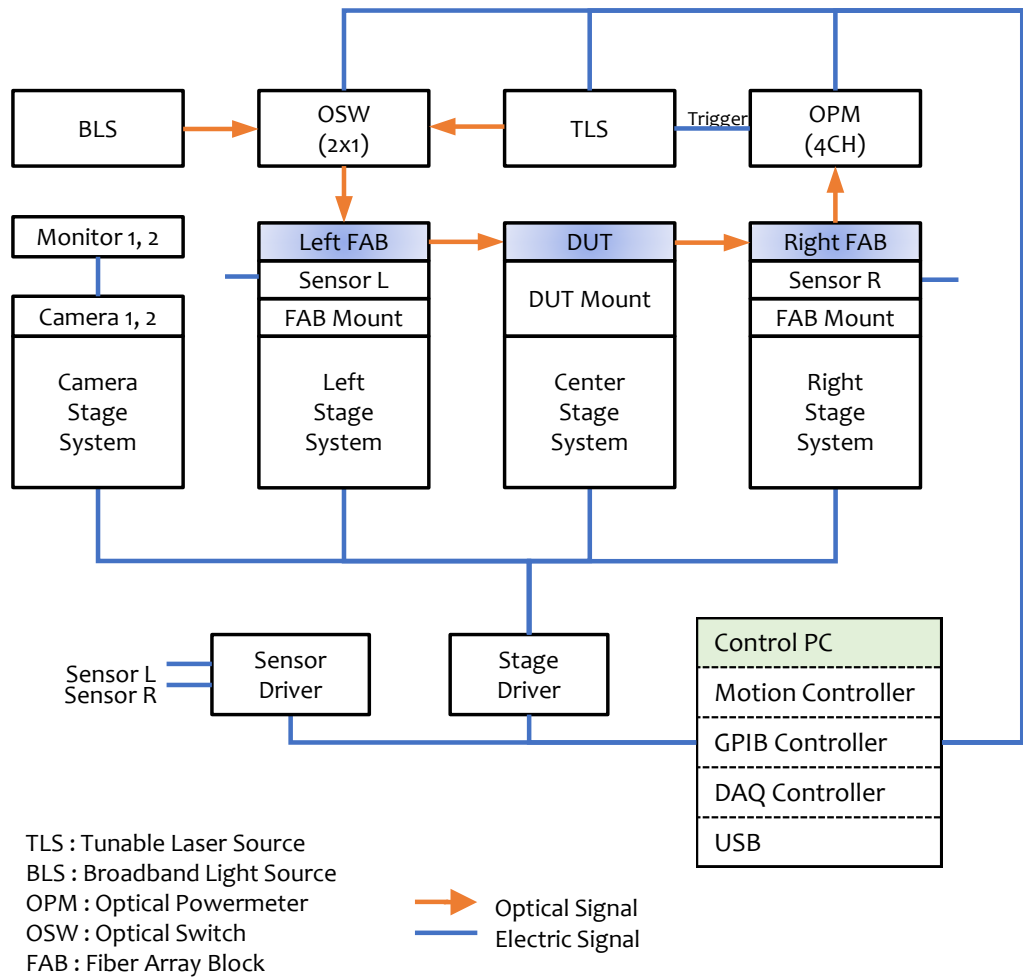 BLS
OSW
(2x1)
TLS
Trigger
OPM
(4CH)
Monitor 1, 2
Camera 1, 2
Camera
Stage
System
Left FAB
Sensor L
FAB Mount
Left
Stage
System
DUT
DUT Mount
Center
Stage
System
Right FAB
Sensor R
FAB Mount
Right
Stage
System
Sensor L
Sensor R
Sensor
Driver
Stage
Driver
Control PC
Motion Controller
GPIB Controller
DAQ Controller
USB
TLS : Tunable Laser Source
BLS : Broadband Light Source
OPM : Optical Powermeter
OSW : Optical Switch
FAB : Fiber Array Block
Optical Signal
Electric Signal